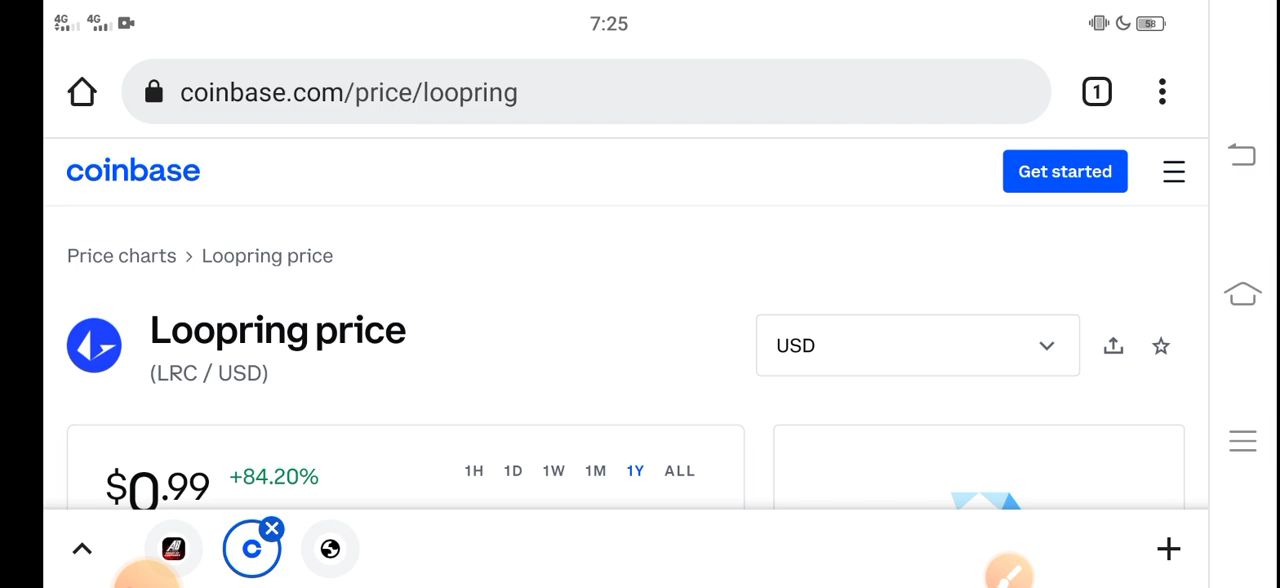 4G 4G 7:25 58
coinbase.com/price/loopring 1
coinbase Get started
Price charts > Loopring price
Loopring price
(LRC / USD)
USD
$0.99 +84.20% 1H 1D 1W 1M 1Y ALL